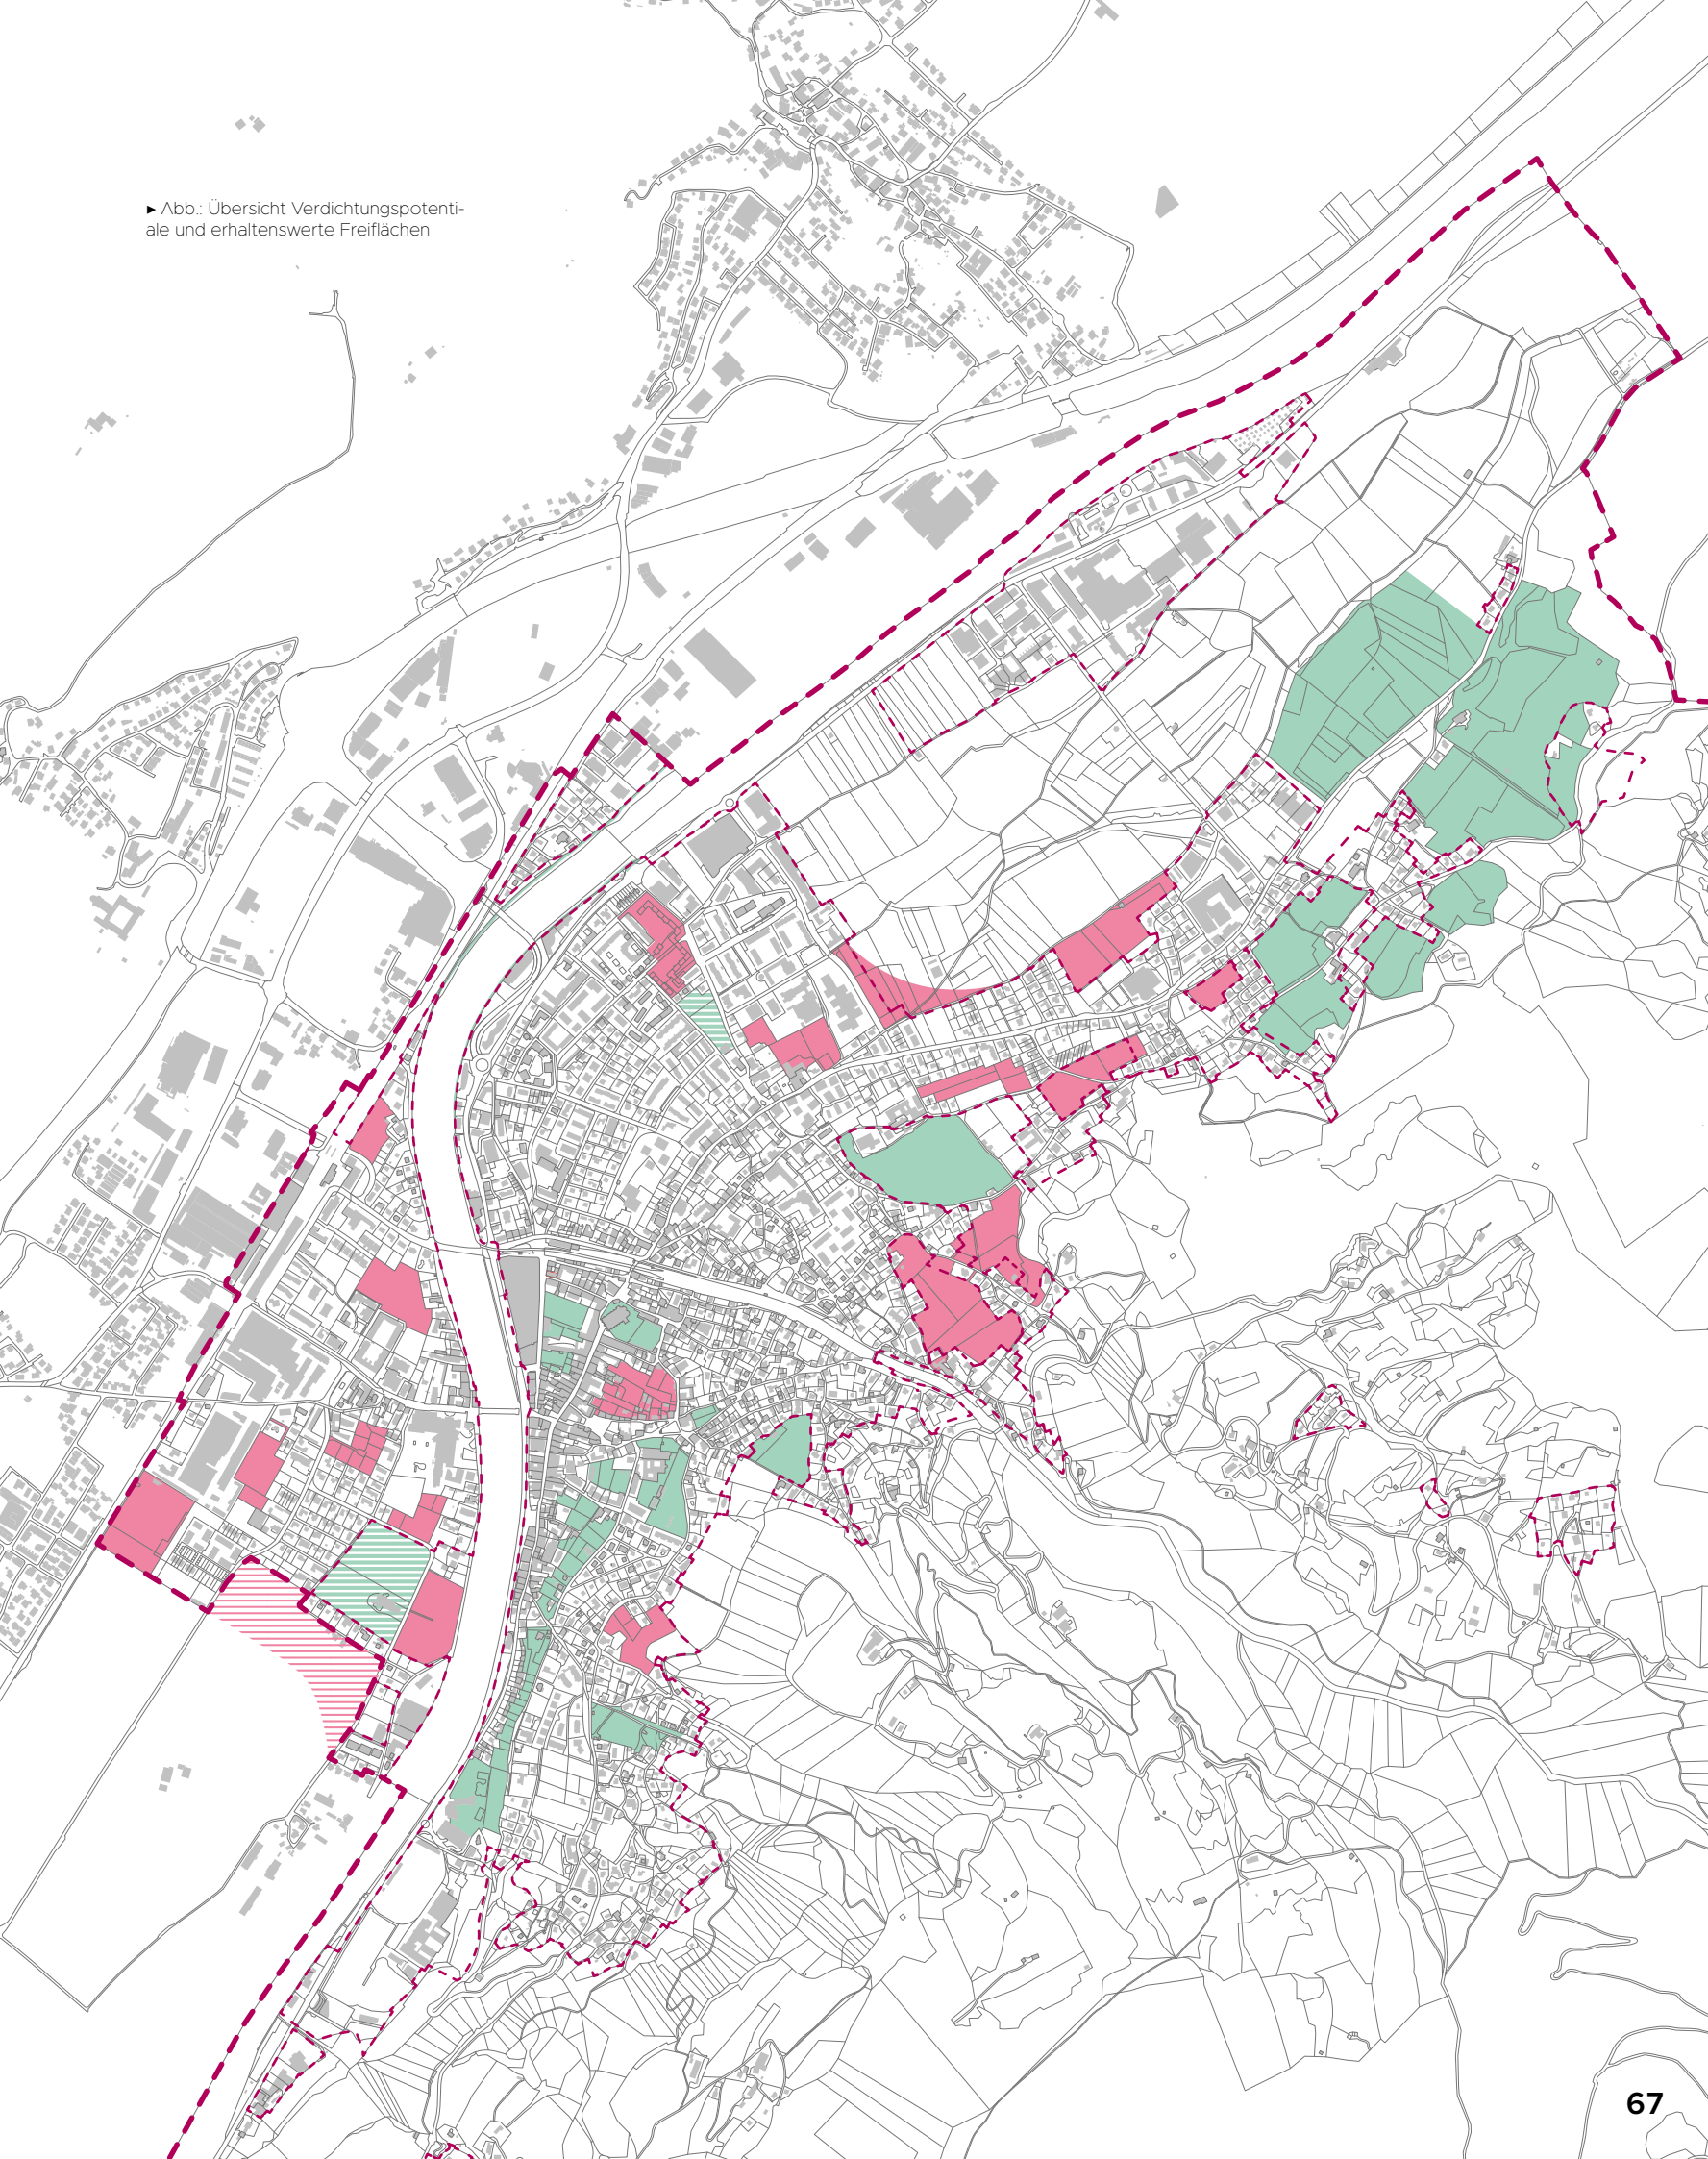 ▸ Abb.: Übersicht Verdichtungspotenti-
ale und erhaltenswerte Freiflächen
67